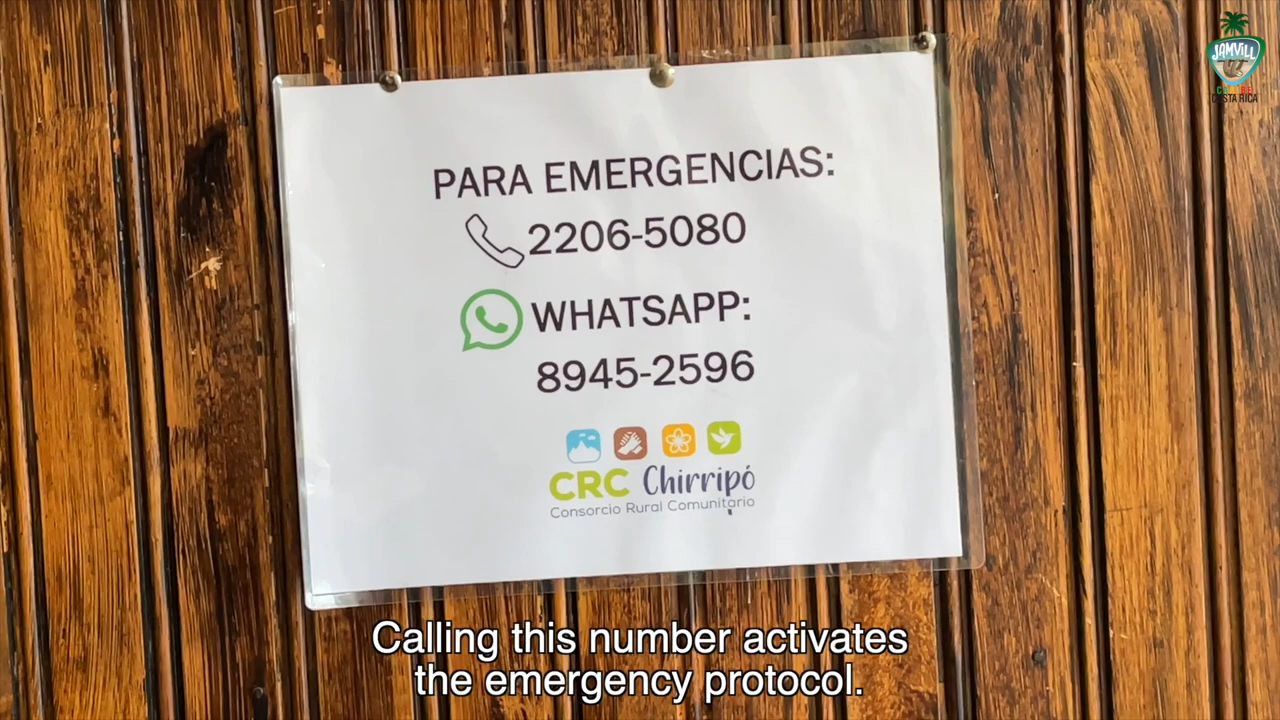 JAMVILL
CARIBE
COSTA RICA
PARA EMERGENCIAS:
2206-5080
WHATSAPP:
8945-2596
CRC Chirripó
Consorcio Rural Comunitario
Calling this number activates
the emergency protocol.